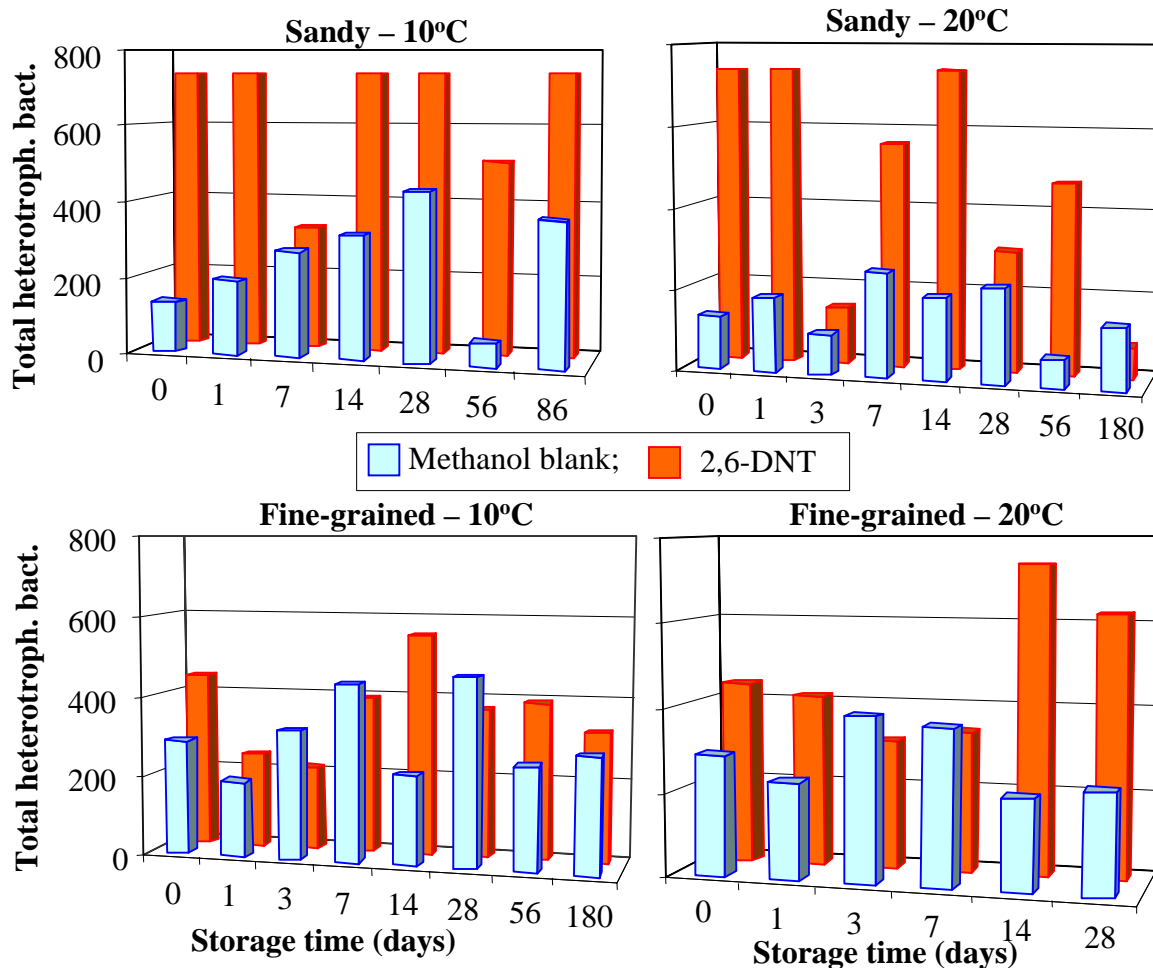 Sandy – 10°C
Sandy – 20°C
Total heterotroph. bact.
800
600
400
200
0
0 1 7 14 28 56 86
0 1 3 7 14 28 56 180
Methanol blank; 2,6-DNT
Fine-grained – 10°C
Fine-grained – 20°C
Total heterotroph. bact.
800
600
400
200
0
0 1 3 7 14 28 56 180
0 1 3 7 14 28
Storage time (days)
Storage time (days)